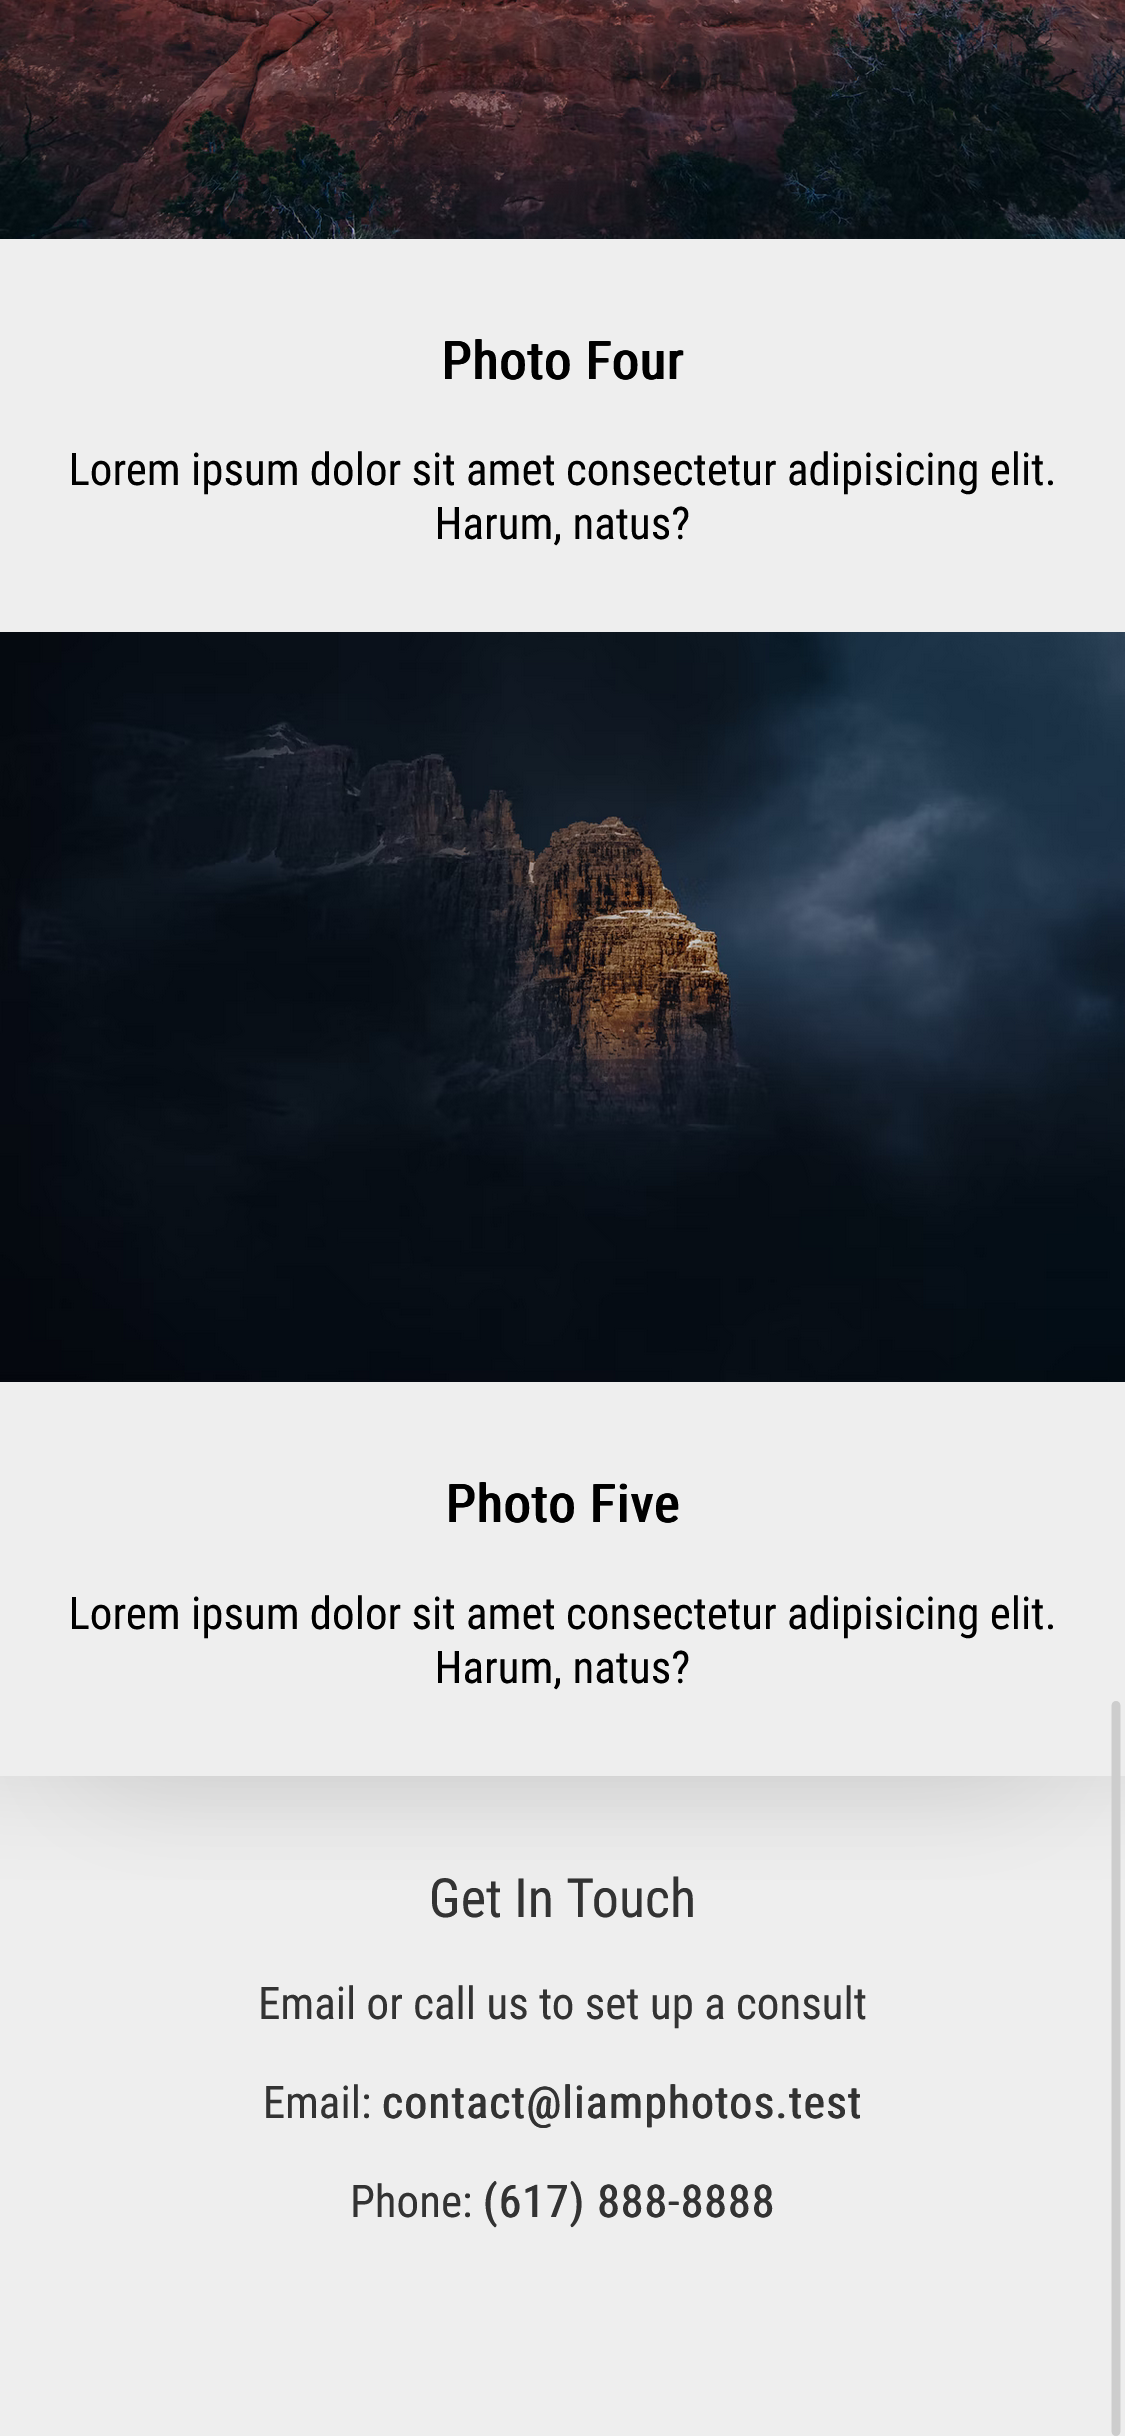 Photo Four
Lorem ipsum dolor sit amet consectetur adipisicing elit.
Harum, natus?
Photo Five
Lorem ipsum dolor sit amet consectetur adipisicing elit.
Harum, natus?
Get In Touch
Email or call us to set up a consult
Email: contact@liamphotos.test
Phone: (617) 888-8888